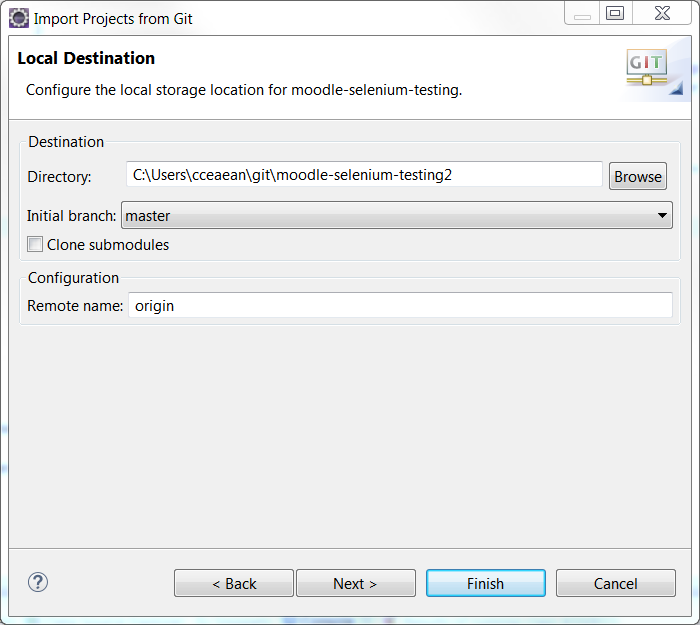 Import Projects from Git
Local Destination
GIT
Configure the local storage location for moodle-selenium-testing.
Destination
Directory: C:\Users\cceaean\git\moodle-selenium-testing2 Browse
Initial branch: master
Clone submodules
Configuration
Remote name: origin
? < Back Next > Finish Cancel